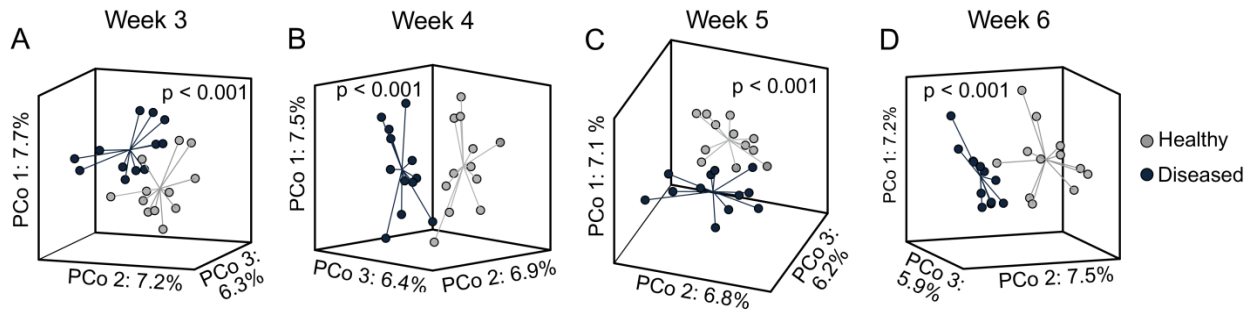 Week 3
Week 4
Week 5
Week 6
A
B
C
D
p < 0.001
p < 0.001
p < 0.001
p < 0.001
PCo 1: 7.7%
PCo 2: 7.2%
PCo 3:
6.3%
PCo 1: 7.5%
PCo 3: 6.4%
PCo 2: 6.9%
PCo 1: 7.1 %
PCo 2: 6.8%
PCo 3:
6.2%
PCo 1: 7.2%
PCo 3:
5.9%
PCo 2: 7.5%
Healthy
Diseased